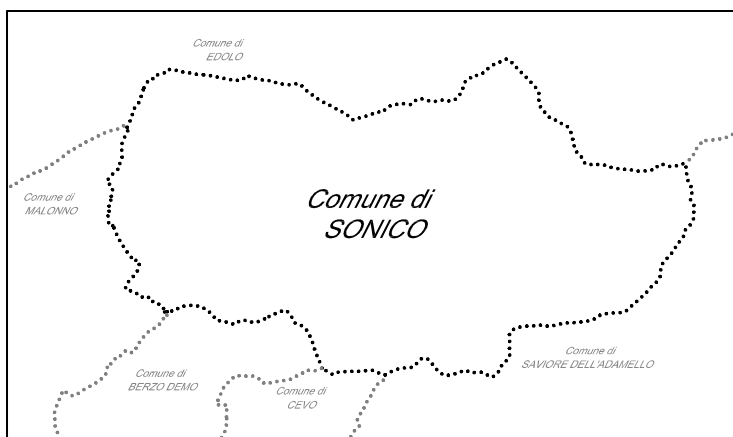 Comune di
EDOLO
Comune di
MALONNO
Comune di
SONICO
Comune di
SAVIORE DELL'ADAMELLO
Comune di
BERZO DEMO
Comune di
CEVO